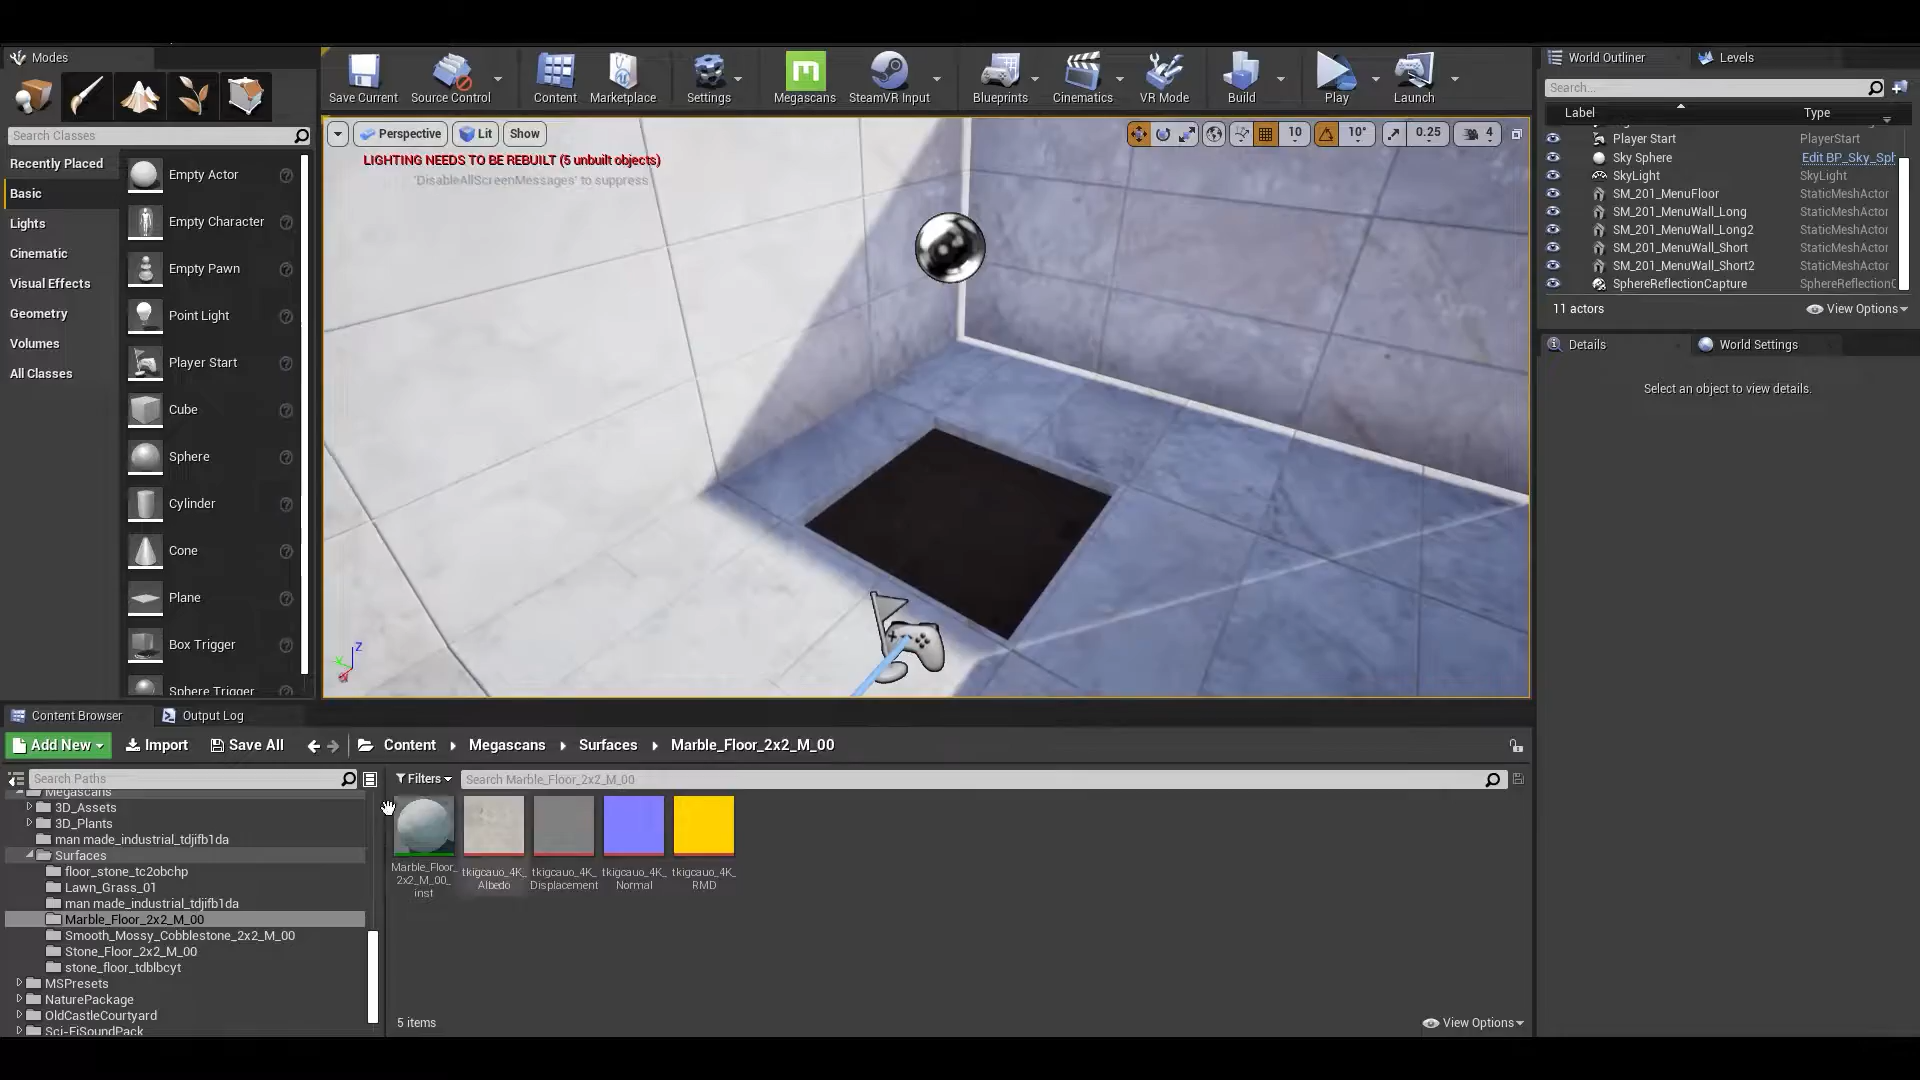 Modes
Save Current
Source Control
Content
Marketplace
Settings
Megascans
SteamVR Input
Blueprints
Cinematics
VR Mode
Build
Play
Launch
World Outliner
Levels
Search...
Label
Type
Search Classes
Recently Placed
Basic
Lights
Cinematic
Visual Effects
Geometry
Volumes
All Classes
Empty Actor
Empty Character
Empty Pawn
Point Light
Player Start
Cube
Sphere
Cylinder
Cone
Plane
Box Trigger
Sphere Trigger
Perspective
Lit
Show
10
10°
0.25
4
LIGHTING NEEDS TO BE REBUILT (5 unbuilt objects)
'DisableAllScreenMessages' to suppress
Z
Player Start PlayerStart
Sky Sphere Edit BP_Sky_Sph
SkyLight SkyLight
SM_201_MenuFloor StaticMeshActor
SM_201_MenuWall_Long StaticMeshActor
SM_201_MenuWall_Long2 StaticMeshActor
SM_201_MenuWall_Short StaticMeshActor
SM_201_MenuWall_Short2 StaticMeshActor
SphereReflectionCapture SphereReflectionC
11 actors
View Options
Details
World Settings
Select an object to view details.
Content Browser
Output Log
Add New
Import
Save All
Content
Megascans
Surfaces
Marble_Floor_2x2_M_00
Search Paths
Filters
Search Marble_Floor_2x2_M_00
Megascans
3D_Assets
3D_Plants
man made_industrial_tdjifb1da
Surfaces
floor_stone_tc2obchp
Lawn_Grass_01
man made_industrial_tdjifb1da
Marble_Floor_2x2_M_00
Smooth_Mossy_Cobblestone_2x2_M_00
Stone_Floor_2x2_M_00
stone_floor_tdblbcyt
MSPresets
NaturePackage
OldCastleCourtyard
Sci-FiSoundPack
Marble_Floor_
2x2_M_00_
inst
tkigcauo_4K_
Albedo
tkigcauo_4K_
Displacement
tkigcauo_4K_
Normal
tkigcauo_4K_
RMD
5 items
View Options